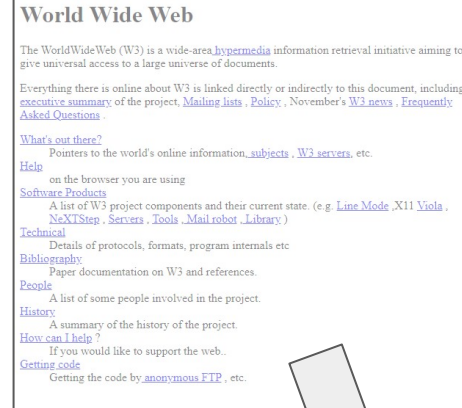 World Wide Web
The WorldWideWeb (W3) is a wide-area hypermedia information retrieval initiative aiming to
give universal access to a large universe of documents.
Everything there is online about W3 is linked directly or indirectly to this document, including
executive summary of the project, Mailing lists , Policy , November's W3 news , Frequently
Asked Questions .
What's out there?
Pointers to the world's online information, subjects , W3 servers, etc.
Help
on the browser you are using
Software Products
A list of W3 project components and their current state. (e.g. Line Mode ,X11 Viola ,
NeXTStep , Servers , Tools , Mail robot , Library )
Technical
Details of protocols, formats, program internals etc
Bibliography
Paper documentation on W3 and references.
People
A list of some people involved in the project.
History
A summary of the history of the project.
How can I help ?
If you would like to support the web..
Getting code
Getting the code by anonymous FTP , etc.